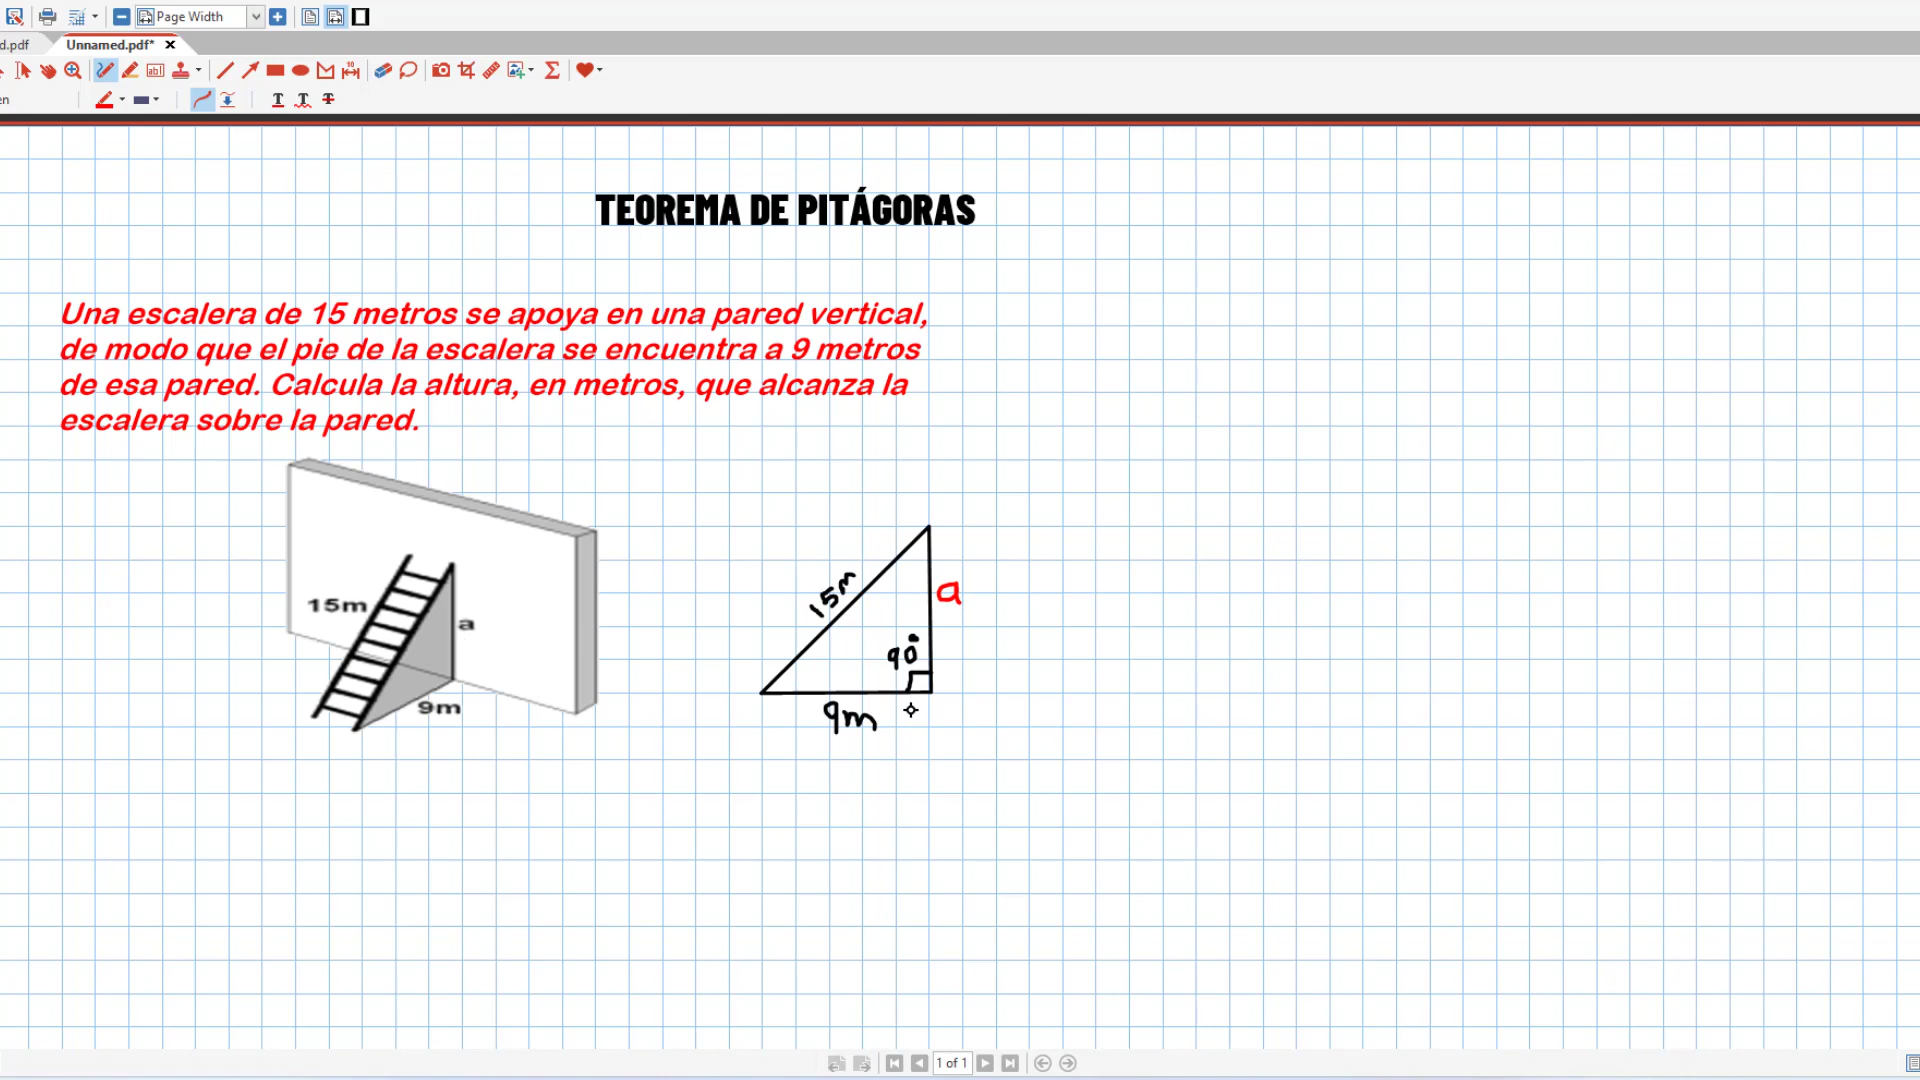 Page Width
d.pdf
Unnamed.pdf*
en
TEOREMA DE PITÁGORAS
Una escalera de 15 metros se apoya en una pared vertical,
de modo que el pie de la escalera se encuentra a 9 metros
de esa pared. Calcula la altura, en metros, que alcanza la
escalera sobre la pared.
15m
a
9m
15m
a
90°
9m
1 of 1